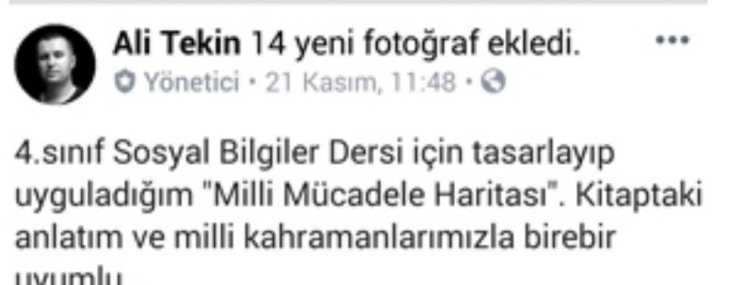 Ali Tekin 14 yeni fotoğraf ekledi.
Yönetici • 21 Kasım, 11:48 •
4.sınıf Sosyal Bilgiler Dersi için tasarlayıp
uyguladığım "Milli Mücadele Haritası". Kitaptaki
anlatım ve milli kahramanlarımızla birebir
uyumlu